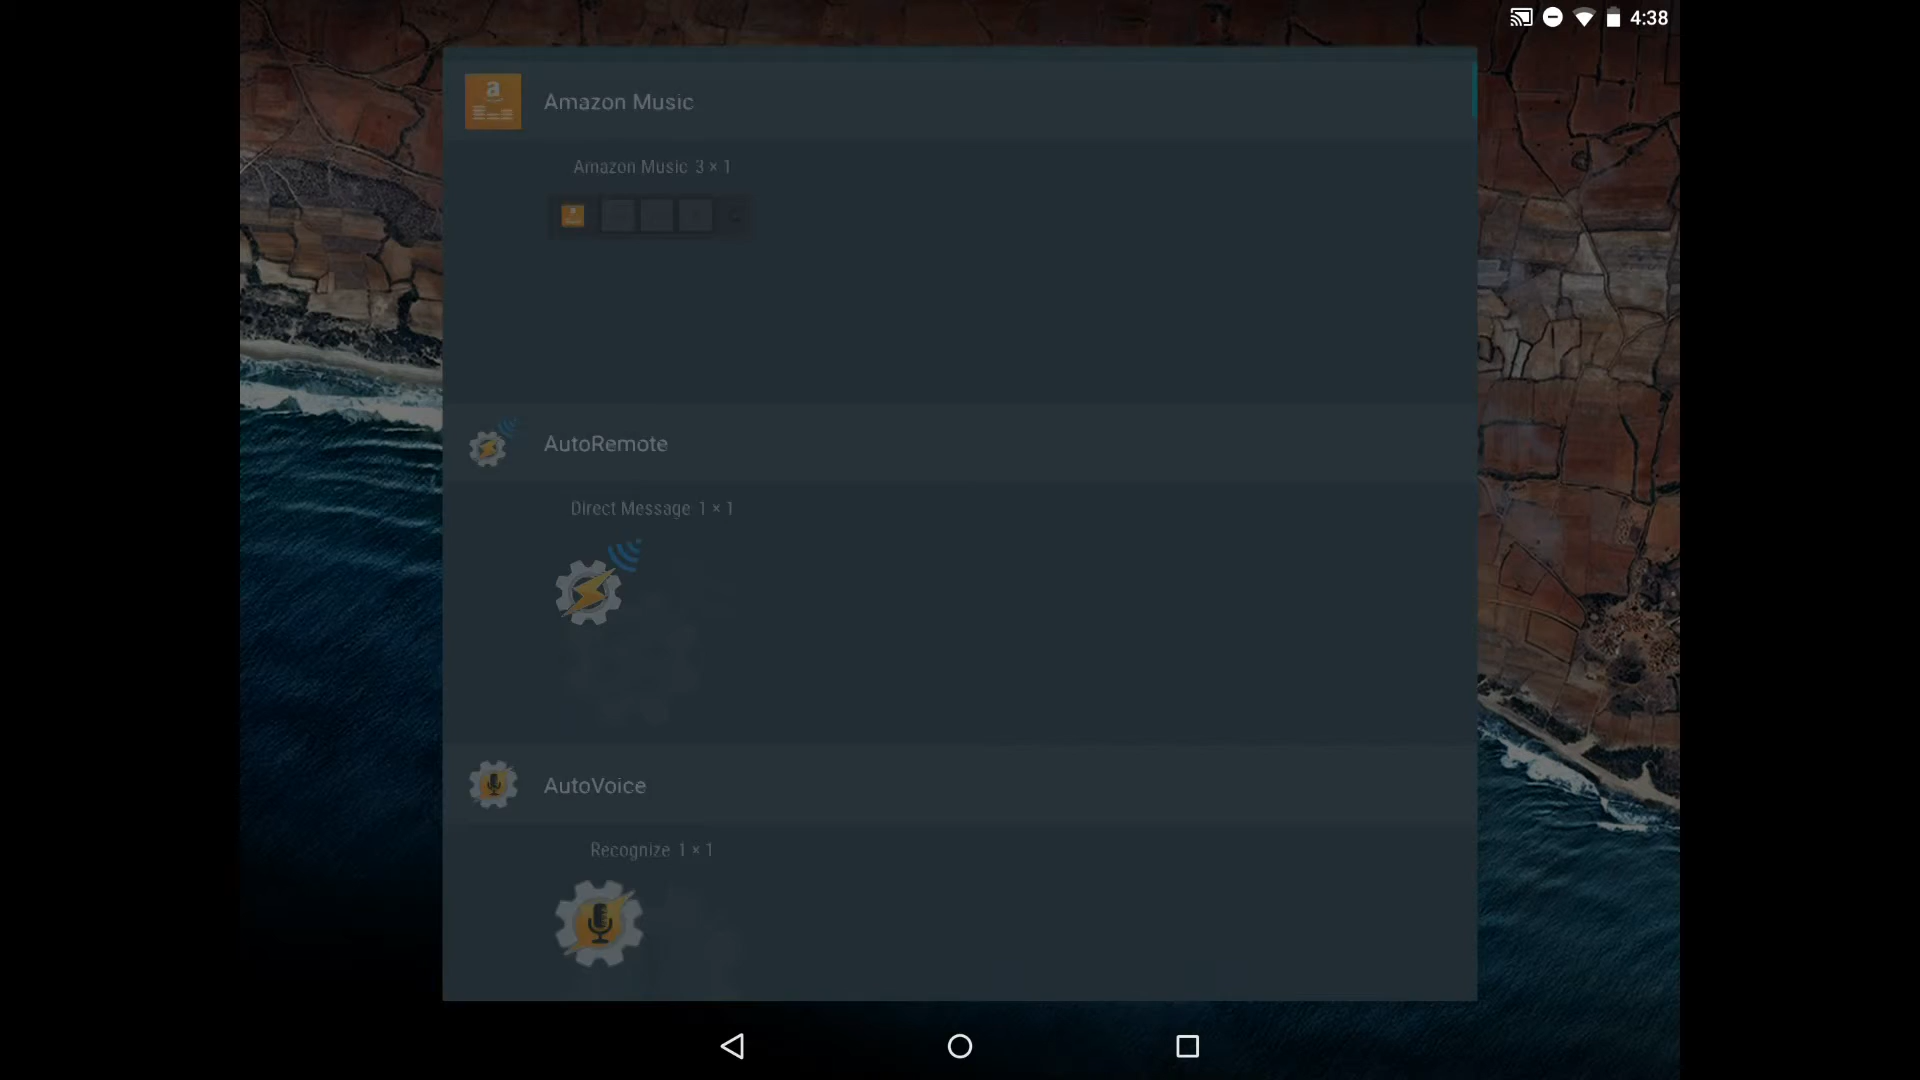 4:38
Amazon Music
Amazon Music 3 × 1
AutoRemote
Direct Message 1 × 1
AutoVoice
Recognize 1 × 1